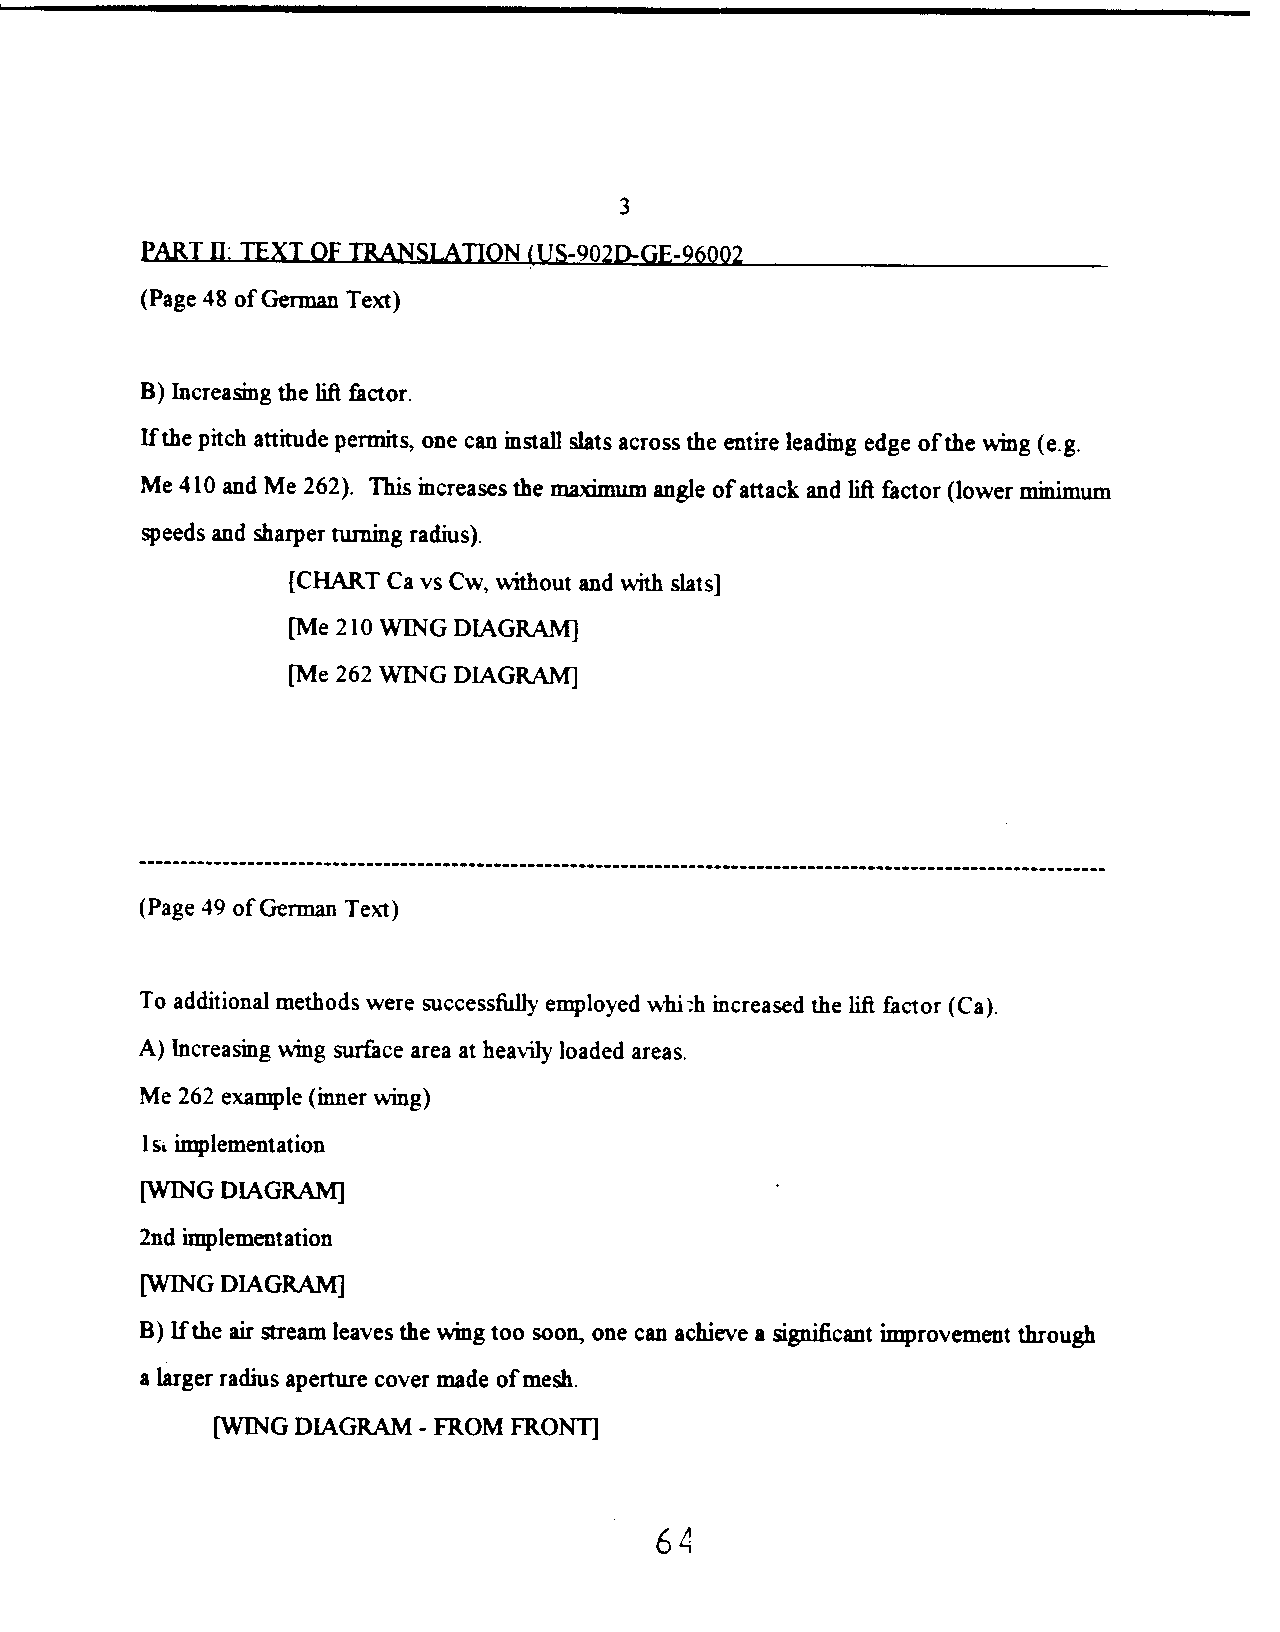 3
PART II: TEXT OF TRANSLATION (US-902D-GE-96002
(Page 48 of German Text)
B) Increasing the lift factor.
If the pitch attitude permits, one can install slats across the entire leading edge of the wing (e.g.
Me 410 and Me 262). This increases the maximum angle of attack and lift factor (lower minimum
speeds and sharper turning radius).
[CHART Ca vs Cw, without and with slats]
[Me 210 WING DIAGRAM]
[Me 262 WING DIAGRAM]
--------------------------------------------------------------------------------
(Page 49 of German Text)
To additional methods were successfully employed which increased the lift factor (Ca).
A) Increasing wing surface area at heavily loaded areas.
Me 262 example (inner wing)
1st implementation
[WING DIAGRAM]
2nd implementation
[WING DIAGRAM]
B) If the air stream leaves the wing too soon, one can achieve a significant improvement through
a larger radius aperture cover made of mesh.
[WING DIAGRAM - FROM FRONT]
64